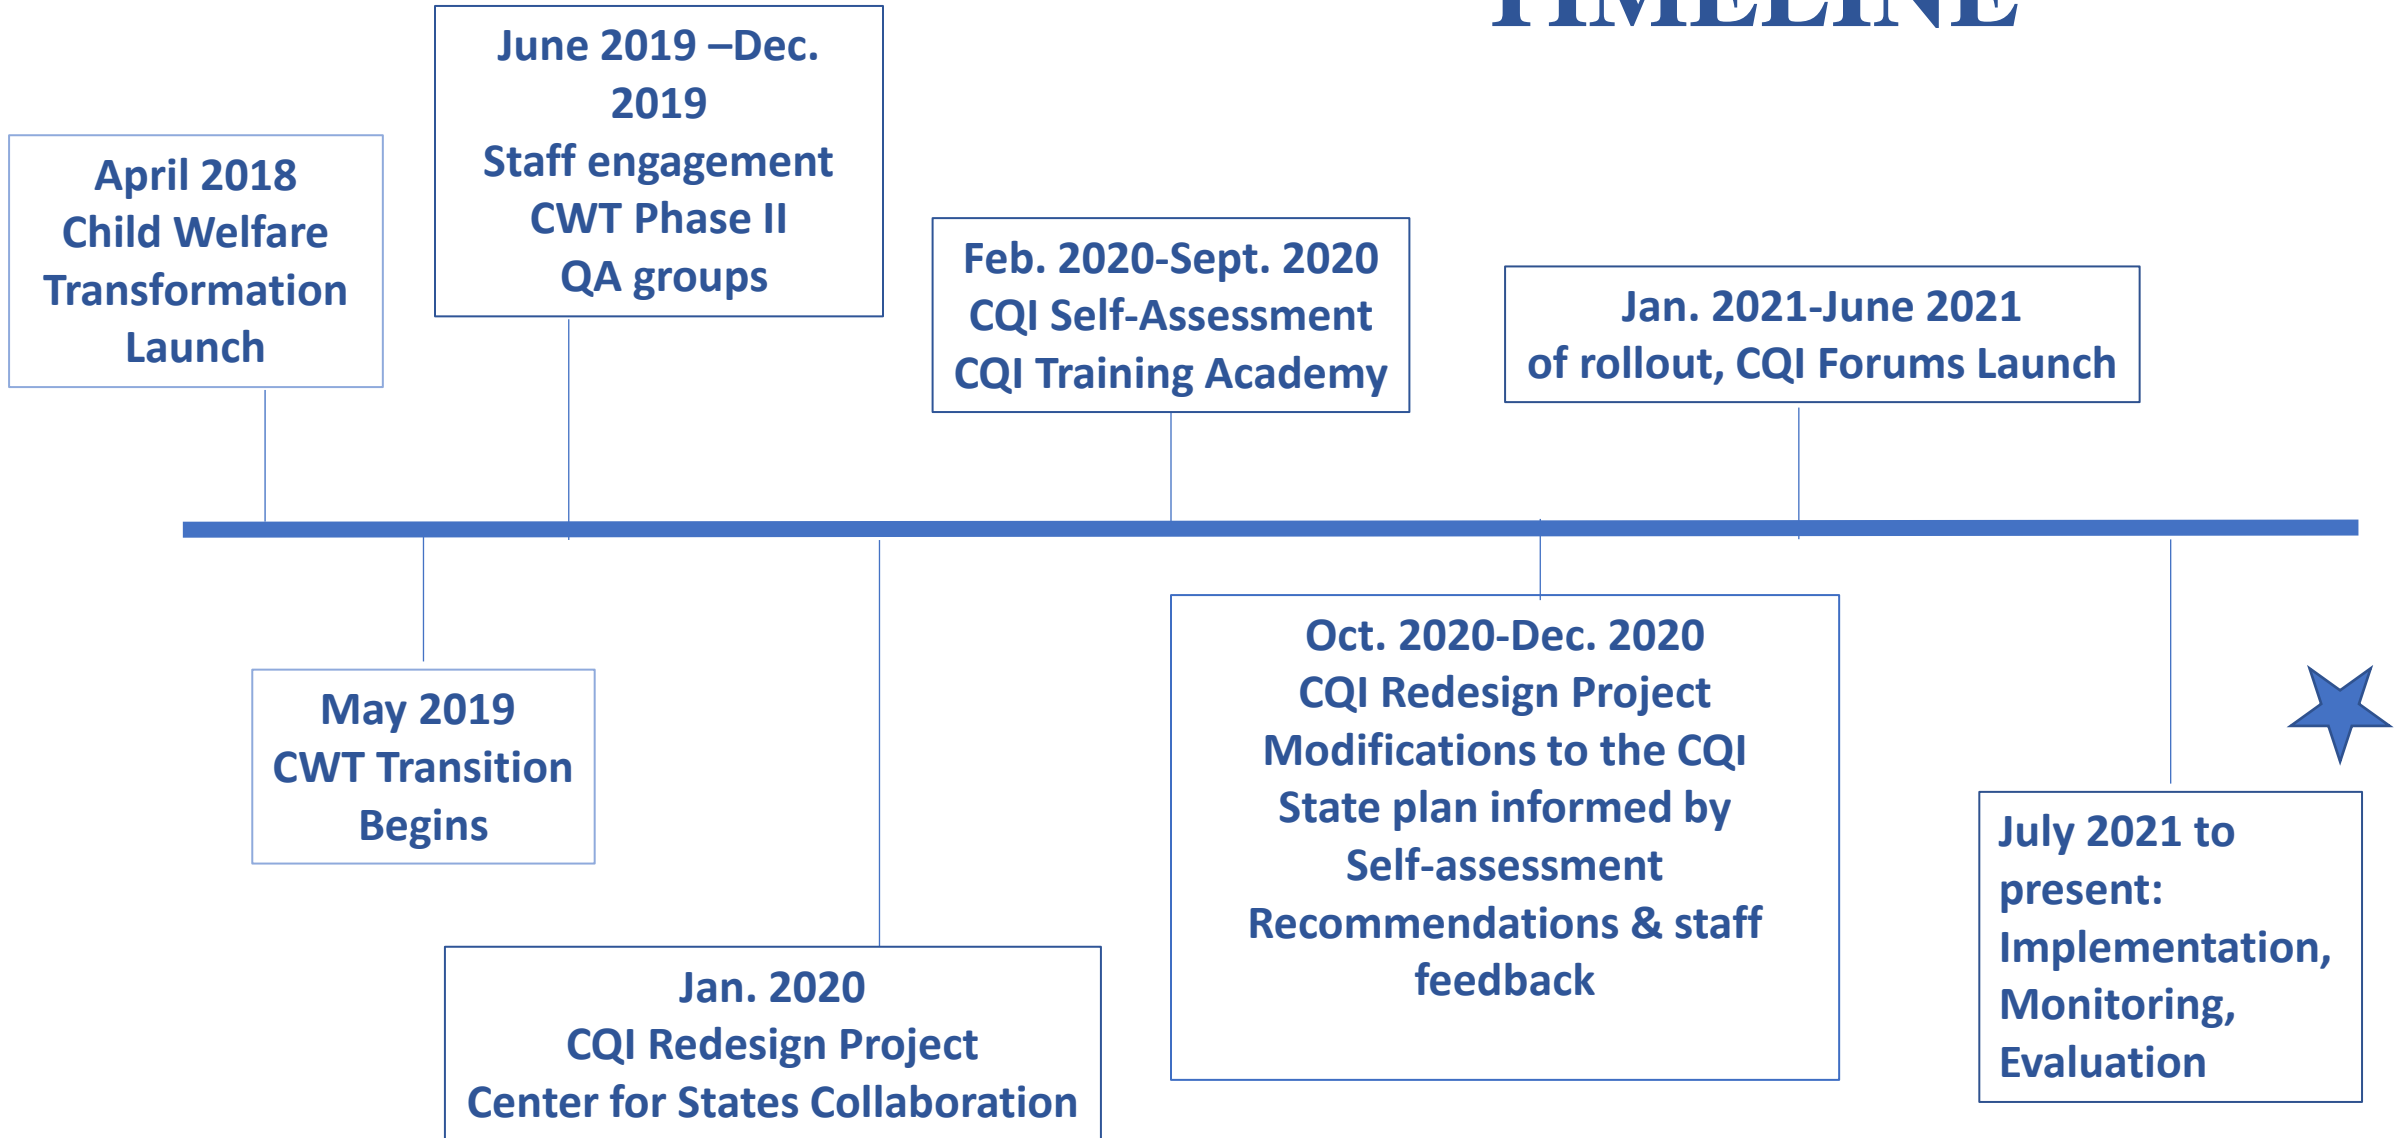 TIMELINE
June 2019 –Dec.
2019
Staff engagement
CWT Phase II
QA groups
April 2018
Child Welfare
Transformation
Launch
Feb. 2020-Sept. 2020
CQI Self-Assessment
CQI Training Academy
Jan. 2021-June 2021
of rollout, CQI Forums Launch
May 2019
CWT Transition
Begins
Oct. 2020-Dec. 2020
CQI Redesign Project
Modifications to the CQI
State plan informed by
Self-assessment
Recommendations & staff
feedback
July 2021 to
present:
Implementation,
Monitoring,
Evaluation
Jan. 2020
CQI Redesign Project
Center for States Collaboration